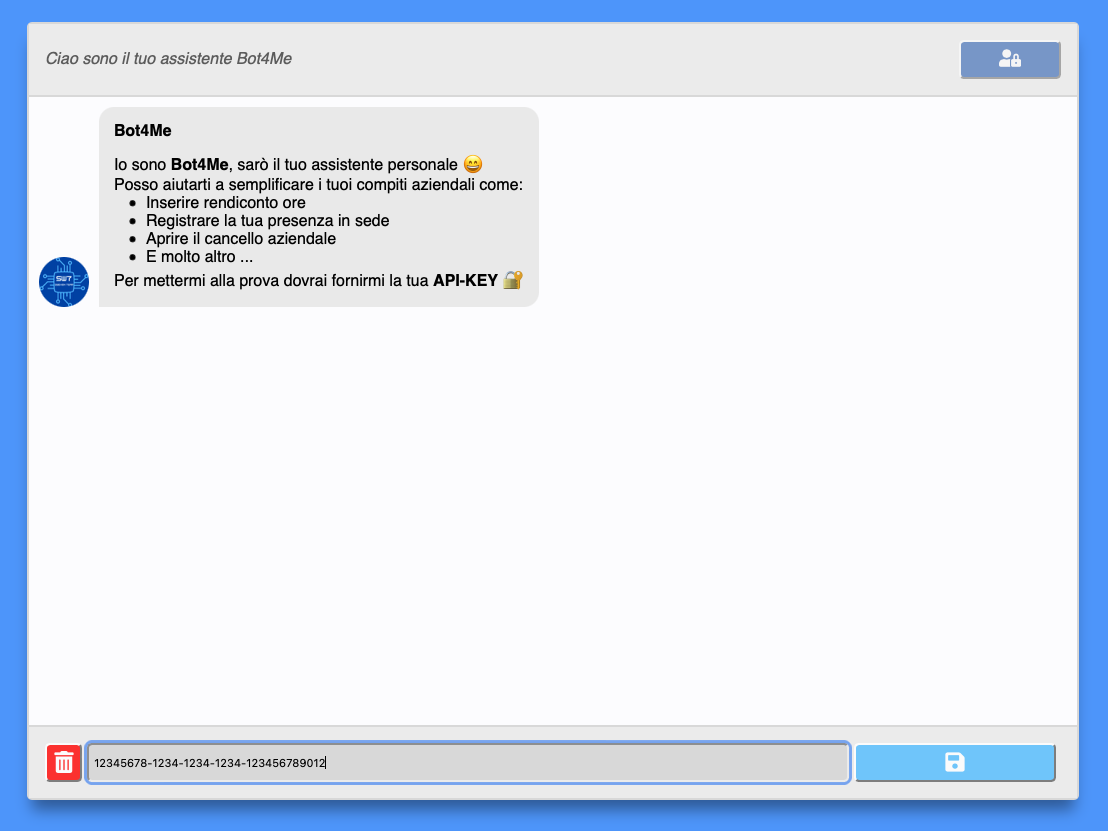 Ciao sono il tuo assistente Bot4Me
Bot4Me
Io sono Bot4Me, sarò il tuo assistente personale 😄
Posso aiutarti a semplificare i tuoi compiti aziendali come:
• Inserire rendiconto ore
• Registrare la tua presenza in sede
• Aprire il cancello aziendale
• E molto altro ...
Per mettermi alla prova dovrai fornirmi la tua API-KEY 🔐
12345678-1234-1234-1234-123456789012